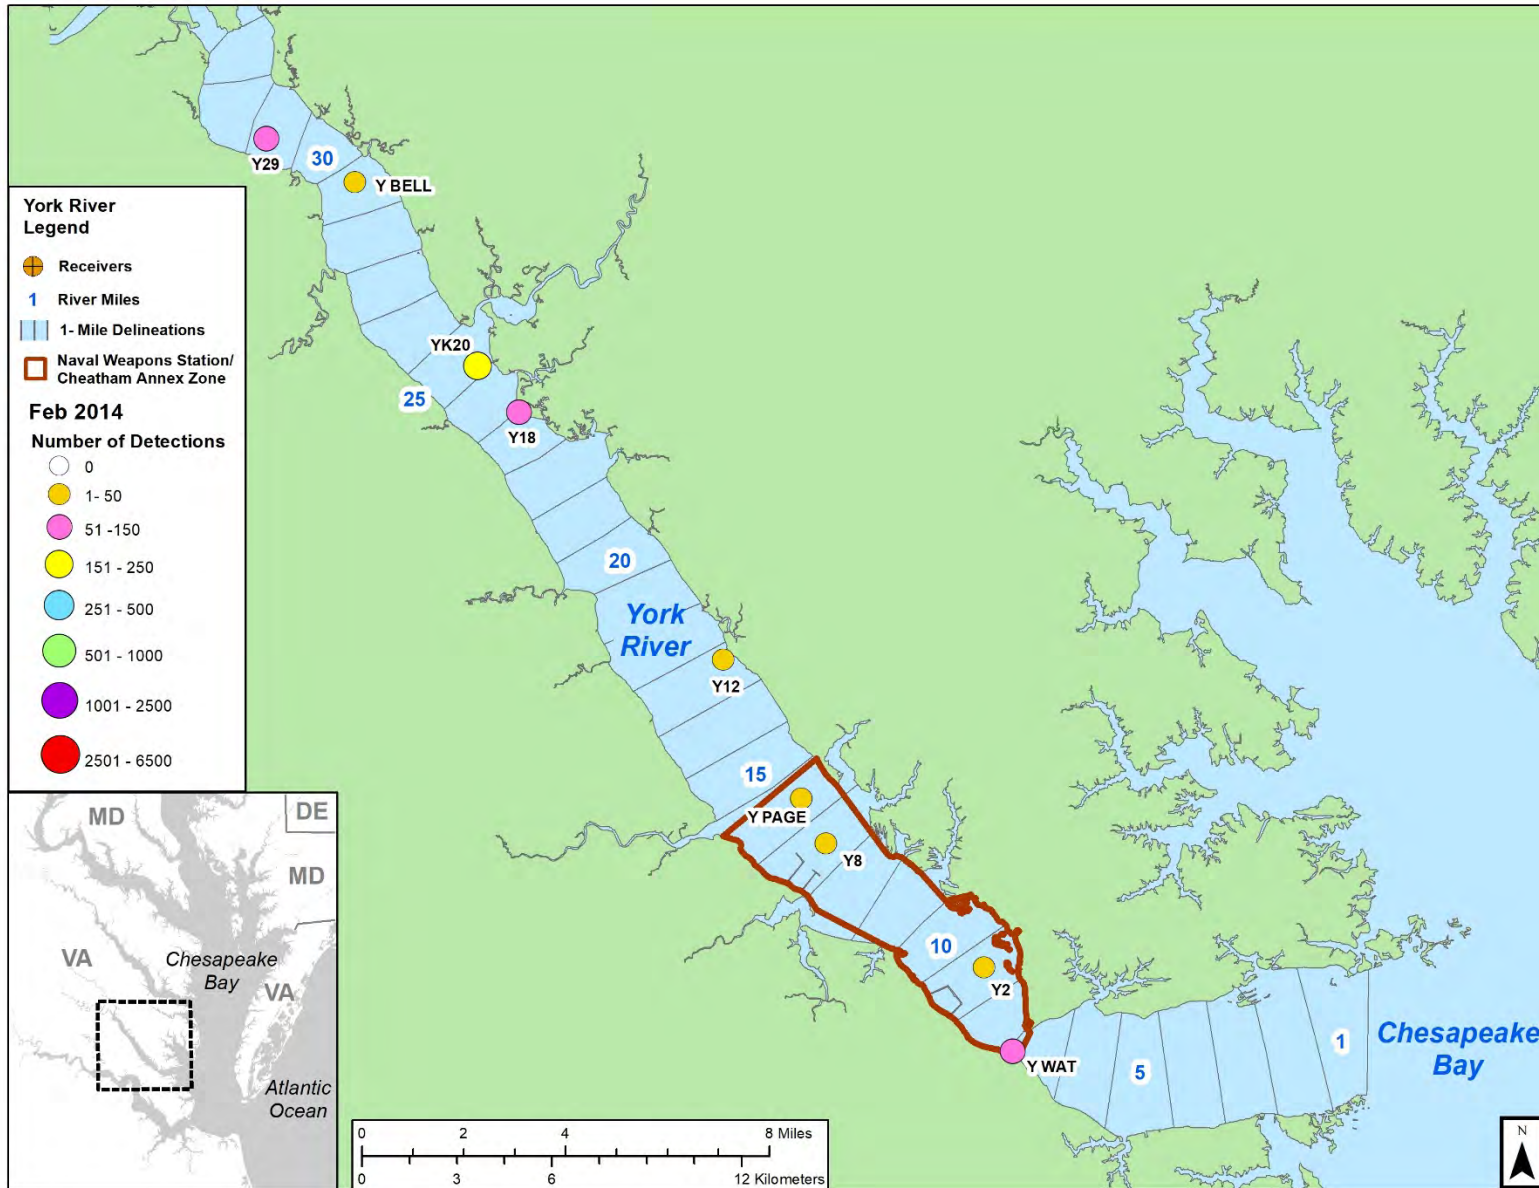 Y29
30
Y BELL
York River
Legend
Receivers
1 River Miles
1- Mile Delineations
Naval Weapons Station/
Cheatham Annex Zone
Feb 2014
Number of Detections
0
1- 50
51 -150
151 - 250
251 - 500
501 - 1000
1001 - 2500
2501 - 6500
YK20
25
Y18
20
York
River
Y12
15
Y PAGE
Y8
10
Y2
Y WAT
5
1
Chesapeake
Bay
MD
DE
MD
VA
Chesapeake
Bay
VA
Atlantic
Ocean
0 2 4 8 Miles
0 3 6 12 Kilometers
N